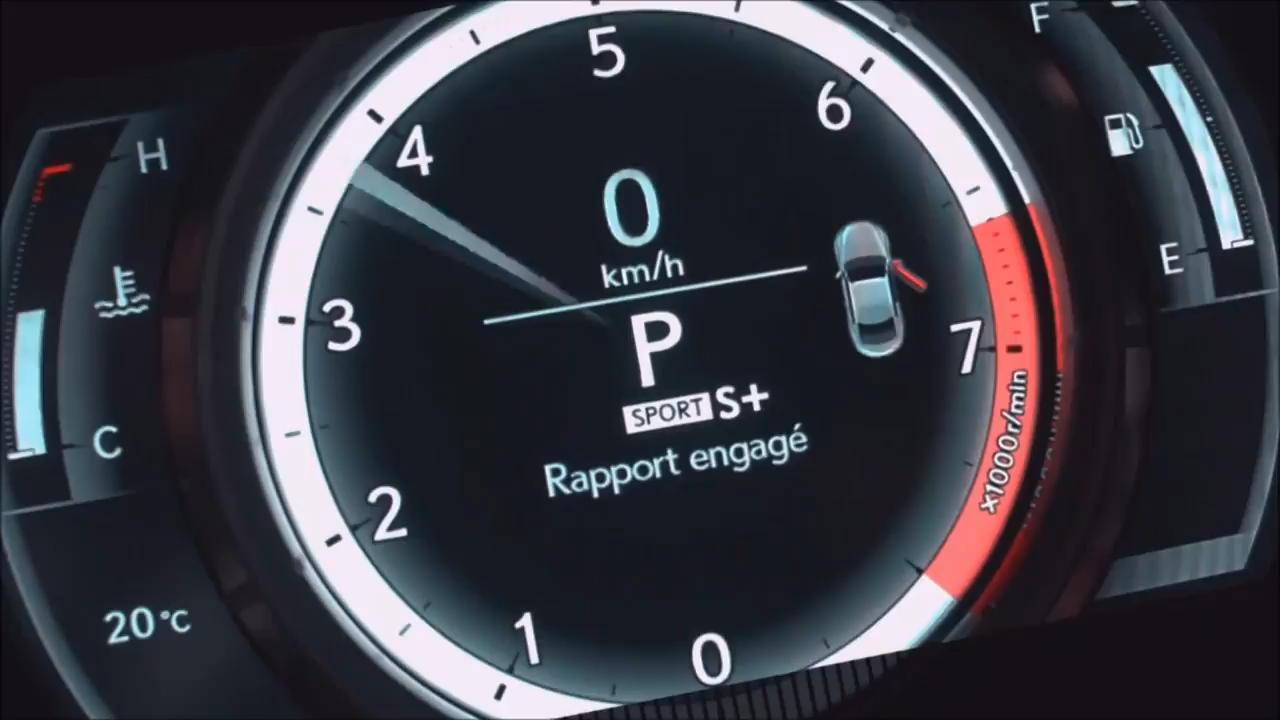 F
5
6
4
H
0
km/h
E
P
3
7
SPORT S+
C
Rapport engagé
x1000r/min
2
20°C
1
0